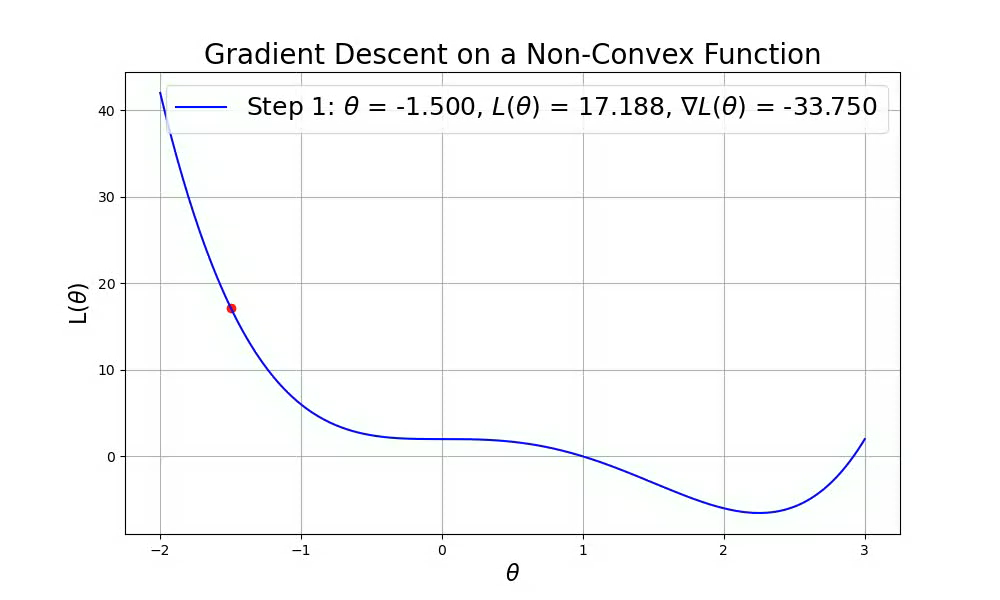 Gradient Descent on a Non-Convex Function
Step 1: θ = -1.500, L(θ) = 17.188, ∇L(θ) = -33.750
40
30
20
10
0
L(θ)
−2 −1 0 1 2 3
θ